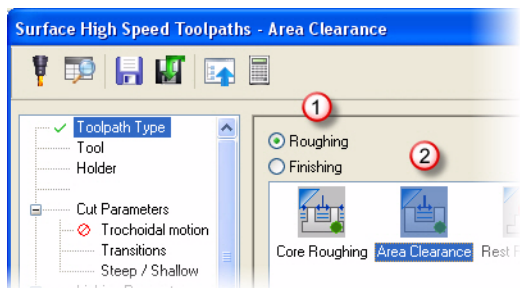 Surface High Speed Toolpaths - Area Clearance
Toolpath Type
Tool
Holder
Cut Parameters
Trochoidal motion
Transitions
Steep / Shallow
1
Roughing
Finishing
2
Core Roughing
Area Clearance
Rest